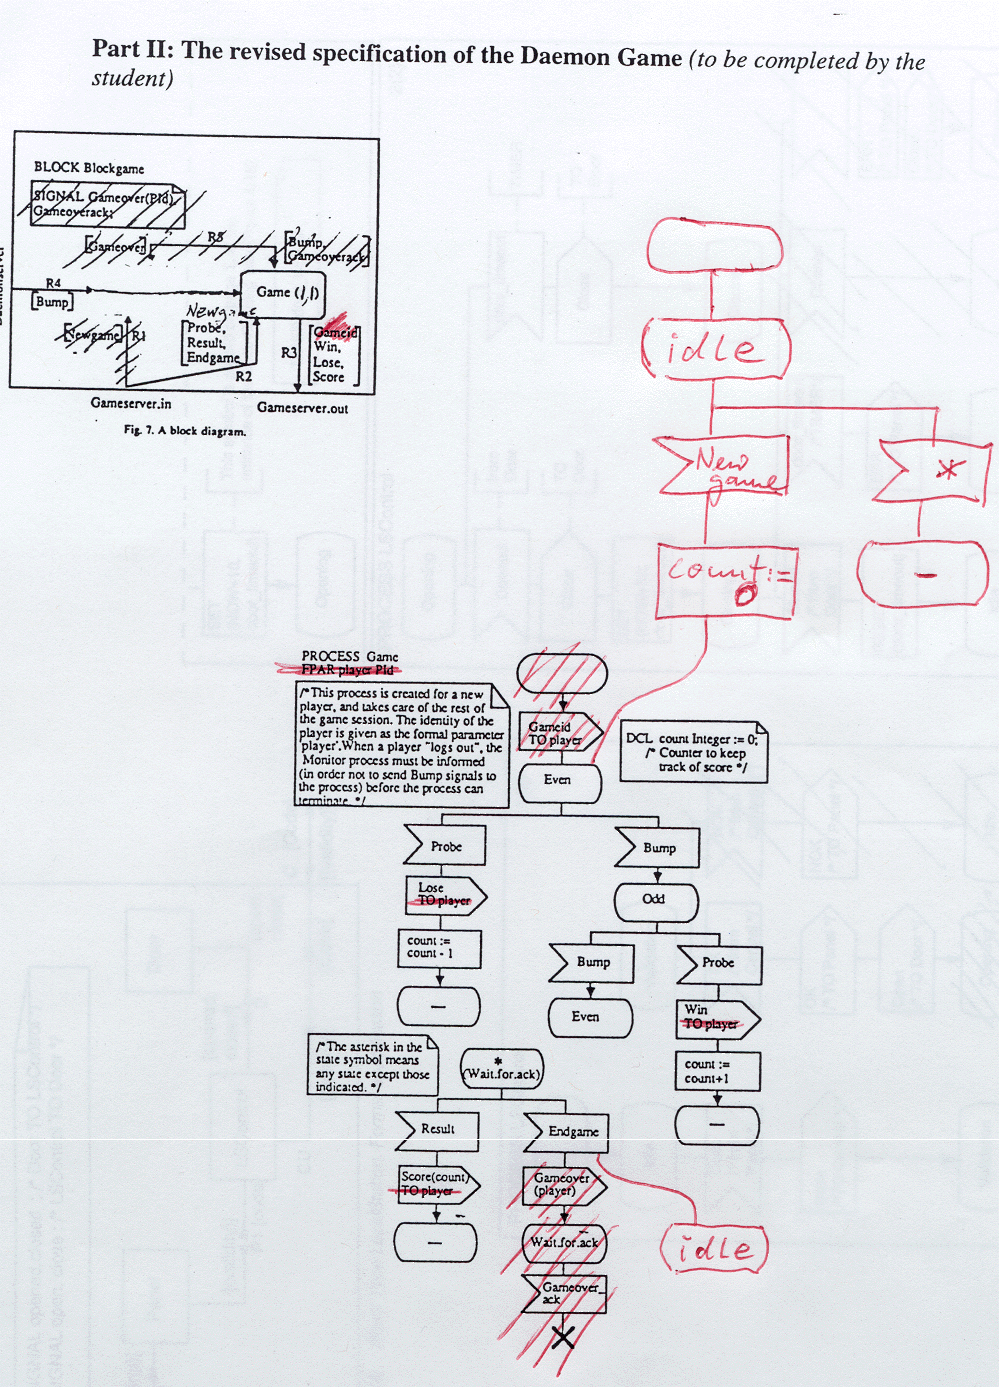 Part II: The revised specification of the Daemon Game (to be completed by the
student)
BLOCK Blockgame
SIGNAL Gameover(PId),
Gameoverack;
[Gameover]
R5
[Bump,
Gameoverack]
R4
[Bump]
Game (1,1)
Newgame
[Newgame]
R1
[Probe,
Result,
Endgame]
R2
R3
[Gameid
Win,
Lose,
Score]
Gameserver.in
Gameserver.out
Fig. 7. A block diagram.
idle
New
game
*
count:=
0
-
PROCESS Game
FPAR player PId
/*This process is created for a new
player, and takes care of the rest of
the game session. The identity of the
player is given as the formal parameter
'player'.When a player "logs out", the
Monitor process must be informed
(in order not to send Bump signals to
the process) before the process can
terminate. */
Gameid
TO player
Even
DCL count Integer := 0;
/* Counter to keep
track of score */
Probe
Bump
Lose
TO player
Odd
count :=
count - 1
Bump
Probe
-
Even
Win
TO player
/*The asterisk in the
state symbol means
any state except those
indicated. */
*
(Wait.for.ack)
count :=
count+1
-
Result
Endgame
Score(count)
TO player
Gameover
(player)
-
Wait.for.ack
idle
Gameover_
ack